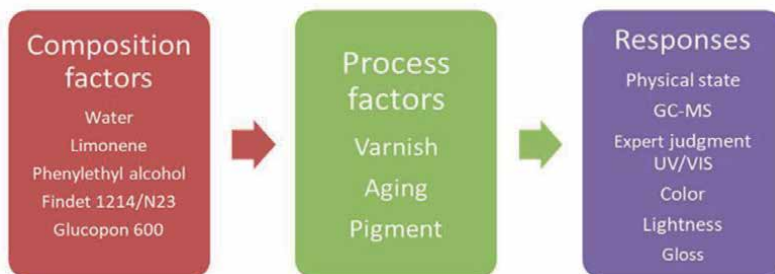 Composition
factors
Water
Limonene
Phenylethyl alcohol
Findet 1214/N23
Glucopon 600
Process
factors
Varnish
Aging
Pigment
Responses
Physical state
GC-MS
Expert judgment
UV/VIS
Color
Lightness
Gloss